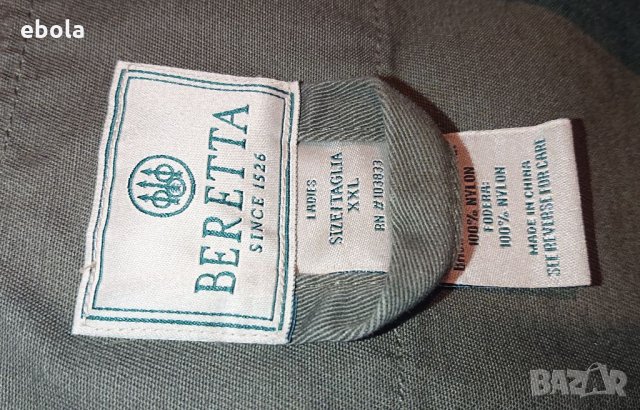 ebola
BERETTA
SINCE 1526
LADIES
SIZE/TAGLIA
XXL
RN # 103833
100% NYLON
FODERA:
100% NYLON
MADE IN CHINA
SEE REVERSE FOR CARE
BAZAR